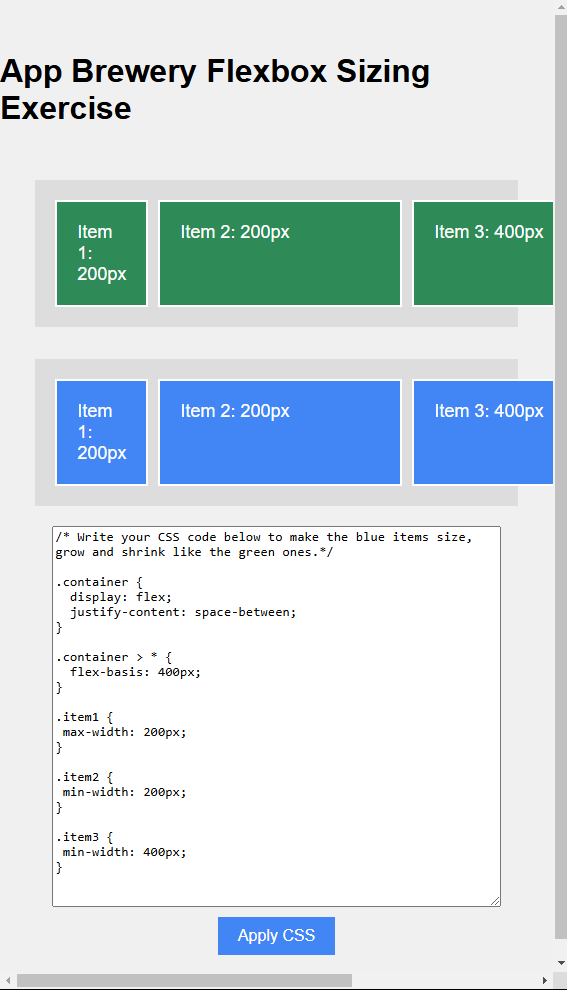 App Brewery Flexbox Sizing
Exercise
Item
1:
200px
Item 2: 200px
Item 3: 400px
Item
1:
200px
Item 2: 200px
Item 3: 400px
/* Write your CSS code below to make the blue items size,
grow and shrink like the green ones.*/
.container {
  display: flex;
  justify-content: space-between;
}
.container > * {
  flex-basis: 400px;
}
.item1 {
 max-width: 200px;
}
.item2 {
 min-width: 200px;
}
.item3 {
 min-width: 400px;
}
Apply CSS